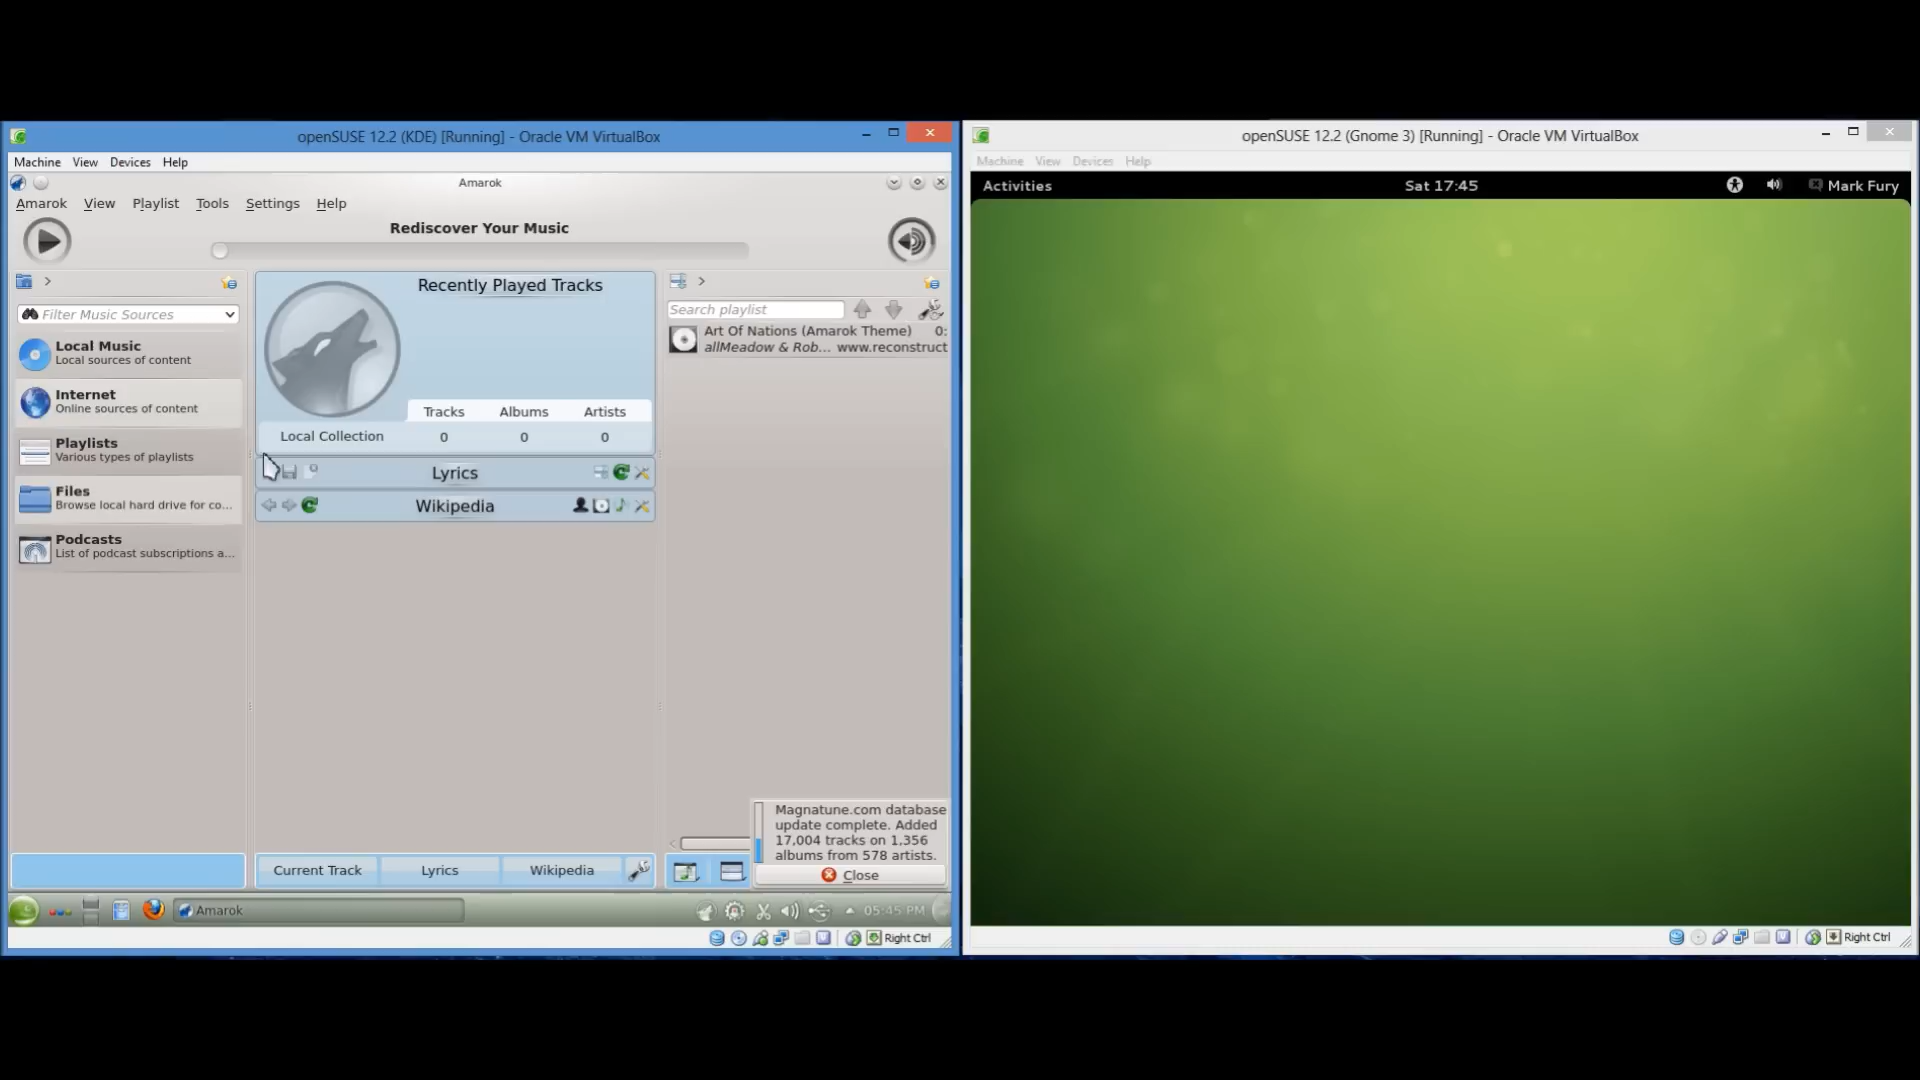 openSUSE 12.2 (KDE) [Running] - Oracle VM VirtualBox
Machine View Devices Help
Amarok
Amarok View Playlist Tools Settings Help
Rediscover Your Music
Filter Music Sources
Local Music
Local sources of content
Internet
Online sources of content
Playlists
Various types of playlists
Files
Browse local hard drive for co...
Podcasts
List of podcast subscriptions a...
Recently Played Tracks
Tracks Albums Artists
Local Collection 0 0 0
Lyrics
Wikipedia
Search playlist
Art Of Nations (Amarok Theme) 0:
allMeadow & Rob... www.reconstruct
Magnatune.com database
update complete. Added
17,004 tracks on 1,356
albums from 578 artists.
Close
Current Track Lyrics Wikipedia
Amarok
05:45 PM
Right Ctrl
openSUSE 12.2 (Gnome 3) [Running] - Oracle VM VirtualBox
Machine View Devices Help
Activities Sat 17:45 Mark Fury
Right Ctrl